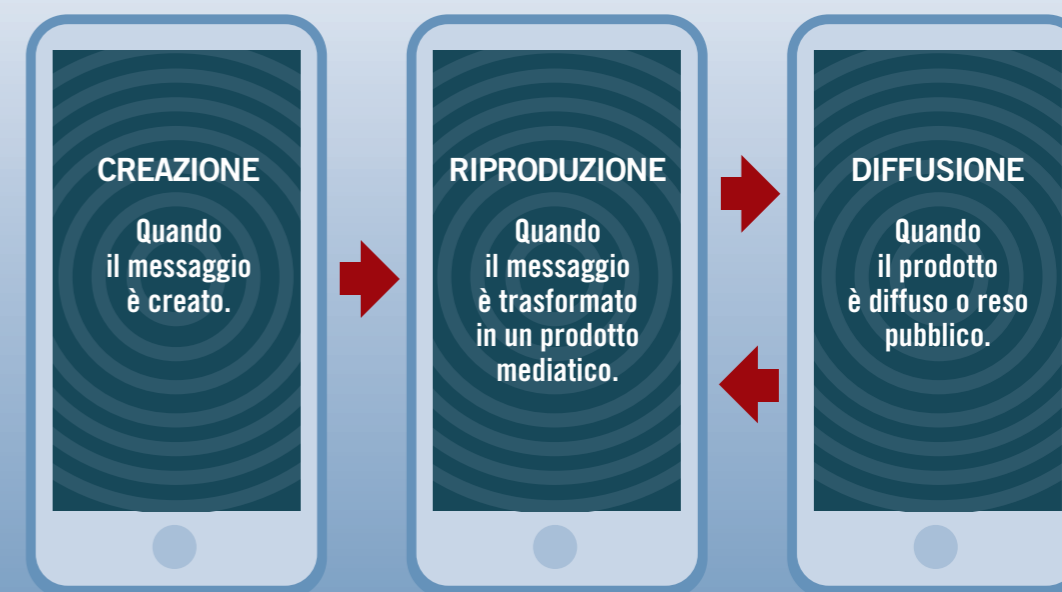 CREAZIONE
Quando
il messaggio
è creato.
RIPRODUZIONE
Quando
il messaggio
è trasformato
in un prodotto
mediatico.
DIFFUSIONE
Quando
il prodotto
è diffuso o reso
pubblico.